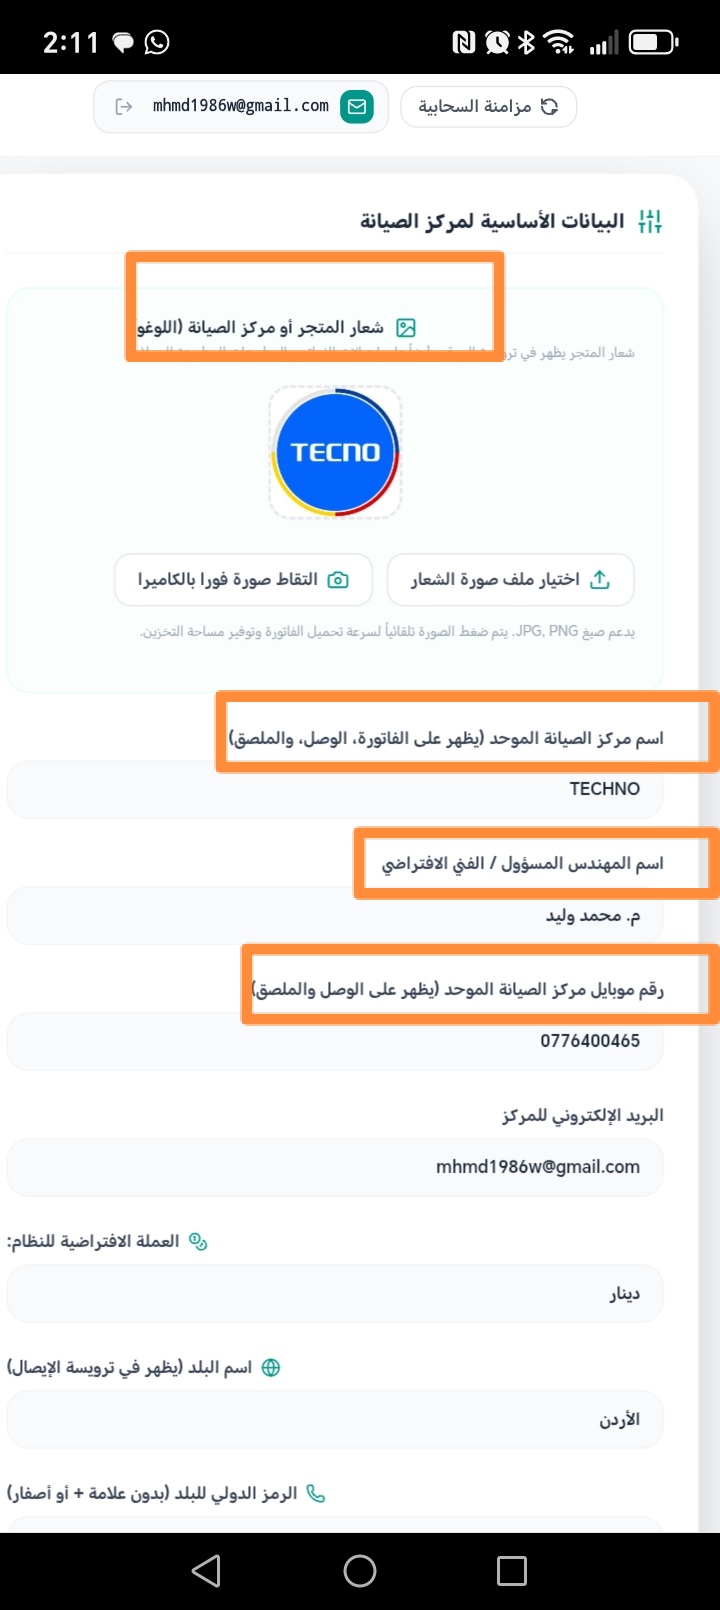 2:11
mhmd1986w@gmail.com
مزامنة السحابية
البيانات الأساسية لمركز الصيانة
شعار المتجر أو مركز الصيانة (اللوغو
شعار المتجر يظهر في
TECNO
اختيار ملف صورة الشعار
التقاط صورة فورا بالكاميرا
يدعم صيغ JPG, PNG. يتم ضغط الصورة تلقائياً لسرعة تحميل الفاتورة وتوفير مساحة التخزين.
اسم مركز الصيانة الموحد (يظهر على الفاتورة، الوصل، والملصق)
TECHNO
اسم المهندس المسؤول / الفني الافتراضي
م. محمد وليد
رقم موبايل مركز الصيانة الموحد (يظهر على الوصل والملصق)
0776400465
البريد الإلكتروني للمركز
mhmd1986w@gmail.com
العملة الافتراضية للنظام:
دينار
اسم البلد (يظهر في ترويسة الإيصال)
الأردن
الرمز الدولي للبلد (بدون علامة + أو أصفار)